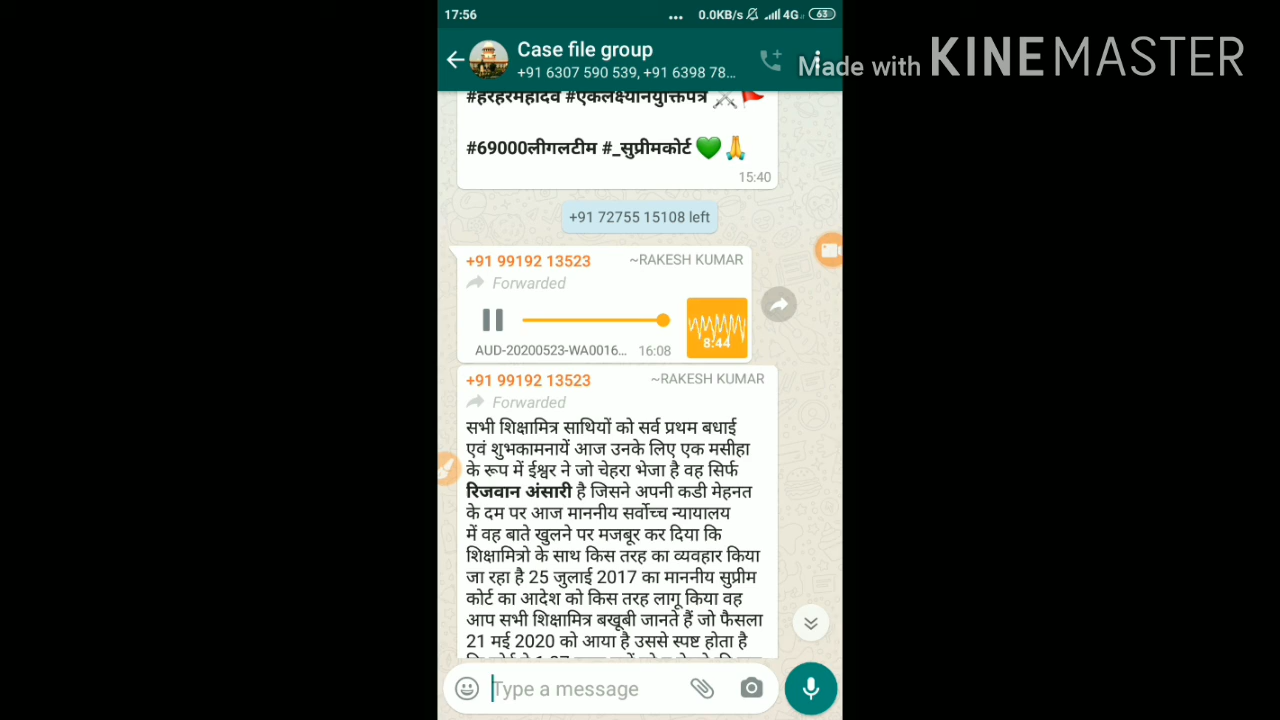 17:56
... 0.0KB/s 4G 63
Case file group
+91 6307 590 539, +91 6398 78...
Made with KINEMASTER
#हरहरमहादेव #एकलक्ष्यनियुक्तिपत्र ⚔🚩
#69000लीगलटीम #_सुप्रीमकोर्ट 💚🙏
15:40
+91 72755 15108 left
+91 99192 13523 ~RAKESH KUMAR
Forwarded
8:44
AUD-20200523-WA0016... 16:08
+91 99192 13523 ~RAKESH KUMAR
Forwarded
सभी शिक्षामित्र साथियों को सर्व प्रथम बधाई
एवं शुभकामनायें आज उनके लिए एक मसीहा
के रूप में ईश्वर ने जो चेहरा भेजा है वह सिर्फ
रिजवान अंसारी है जिसने अपनी कडी मेहनत
के दम पर आज माननीय सर्वोच्च न्यायालय
में वह बाते खुलने पर मजबूर कर दिया कि
शिक्षामित्रो के साथ किस तरह का व्यवहार किया
जा रहा है 25 जुलाई 2017 का माननीय सुप्रीम
कोर्ट का आदेश को किस तरह लागू किया वह
आप सभी शिक्षामित्र बखूबी जानते हैं जो फैसला
21 मई 2020 को आया है उससे स्पष्ट होता है
Type a message